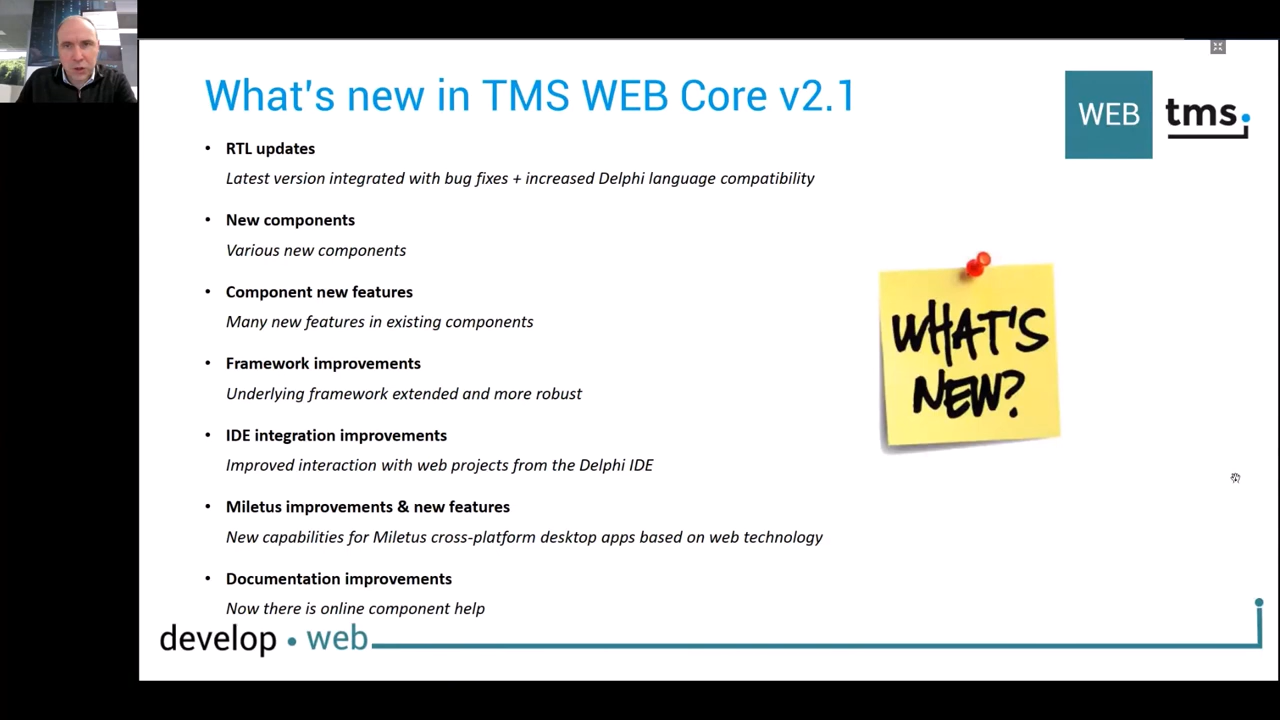 What's new in TMS WEB Core v2.1
WEB
tms.
• RTL updates
Latest version integrated with bug fixes + increased Delphi language compatibility
• New components
Various new components
• Component new features
Many new features in existing components
• Framework improvements
Underlying framework extended and more robust
• IDE integration improvements
Improved interaction with web projects from the Delphi IDE
• Miletus improvements & new features
New capabilities for Miletus cross-platform desktop apps based on web technology
• Documentation improvements
Now there is online component help
WHAT'S
NEW?
develop • web